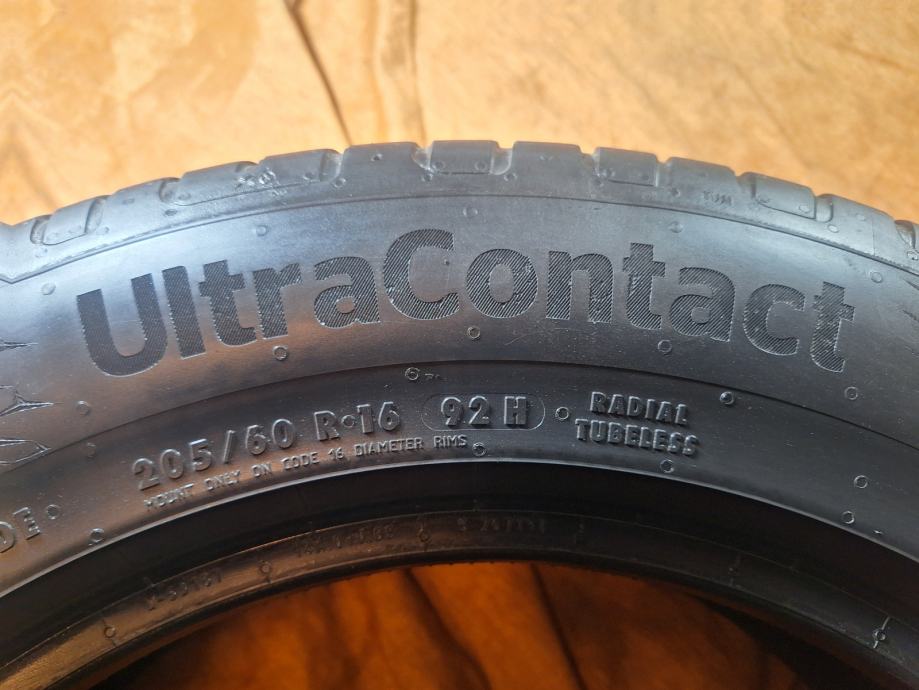 UltraContact
205/60 R 16 92 H RADIAL
TUBELESS
MOUNT ONLY ON CODE 16 DIAMETER RIMS